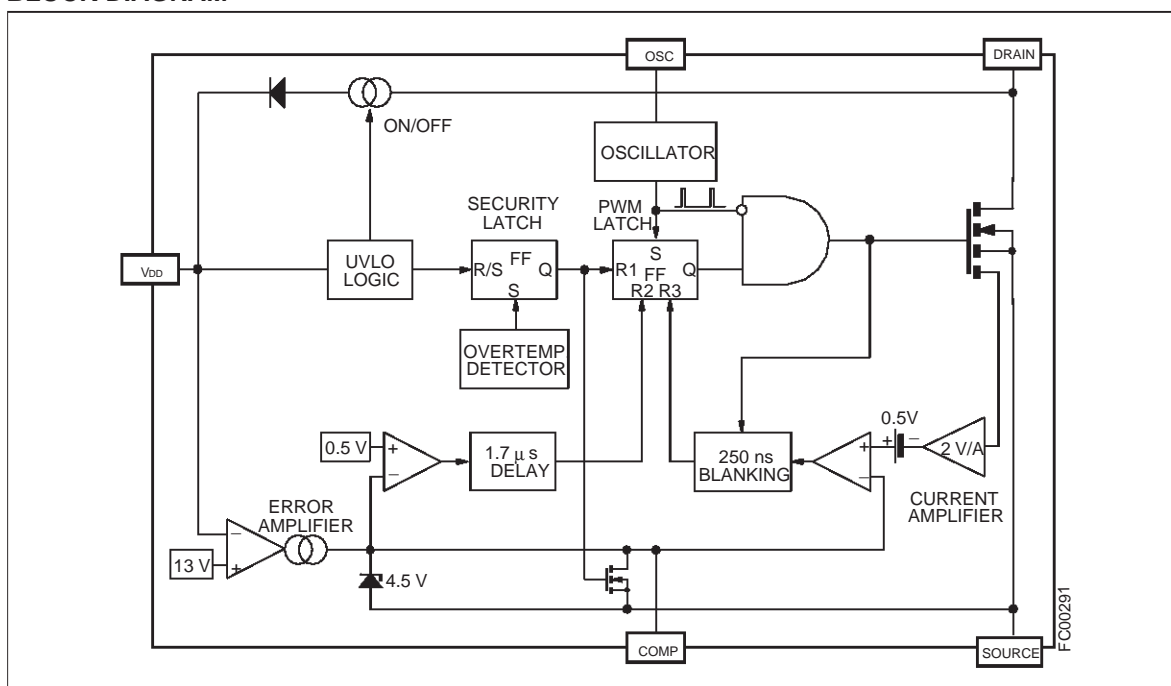 OSC
DRAIN
ON/OFF
OSCILLATOR
SECURITY
LATCH
PWM
LATCH
VDD
UVLO
LOGIC
R/S FF Q
S
S
R1 FF Q
R2 R3
OVERTEMP
DETECTOR
0.5 V
+
−
1.7 μs
DELAY
250 ns
BLANKING
+
−
0.5V
+ −
2 V/A
CURRENT
AMPLIFIER
ERROR
AMPLIFIER
13 V
−
+
4.5 V
COMP
SOURCE
FC00291